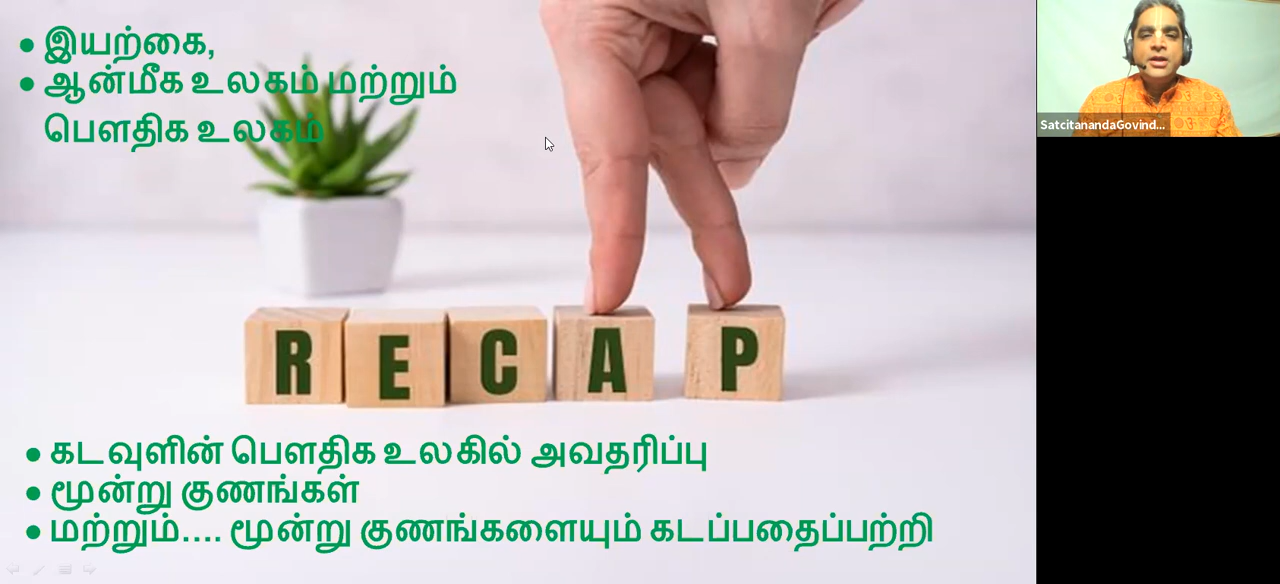 • இயற்கை,
• ஆன்மீக உலகம் மற்றும்
பௌதிக உலகம்
SatcitanandaGovind...
RECAP
• கடவுளின் பௌதிக உலகில் அவதரிப்பு
• மூன்று குணங்கள்
• மற்றும்.... மூன்று குணங்களையும் கடப்பதைப்பற்றி